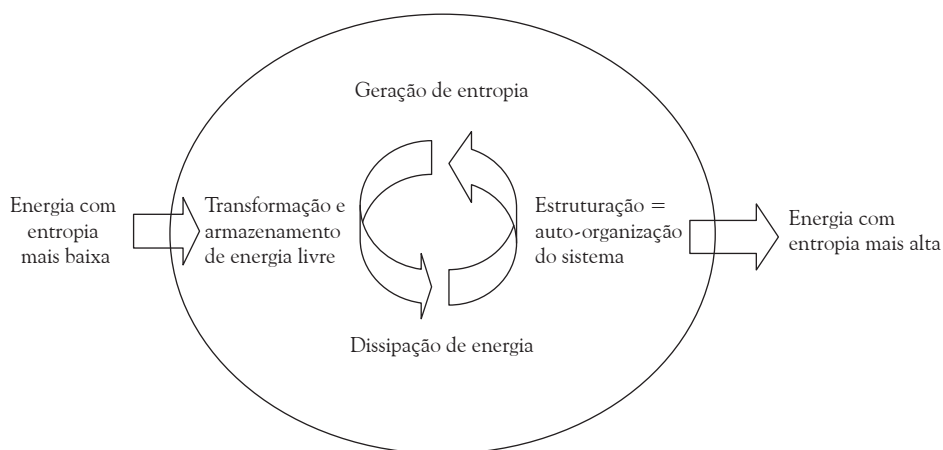 Geração de entropia
Energia com
entropia
mais baixa
Transformação e
armazenamento
de energia livre
Estruturação =
auto-organização
do sistema
Energia com
entropia mais alta
Dissipação de energia